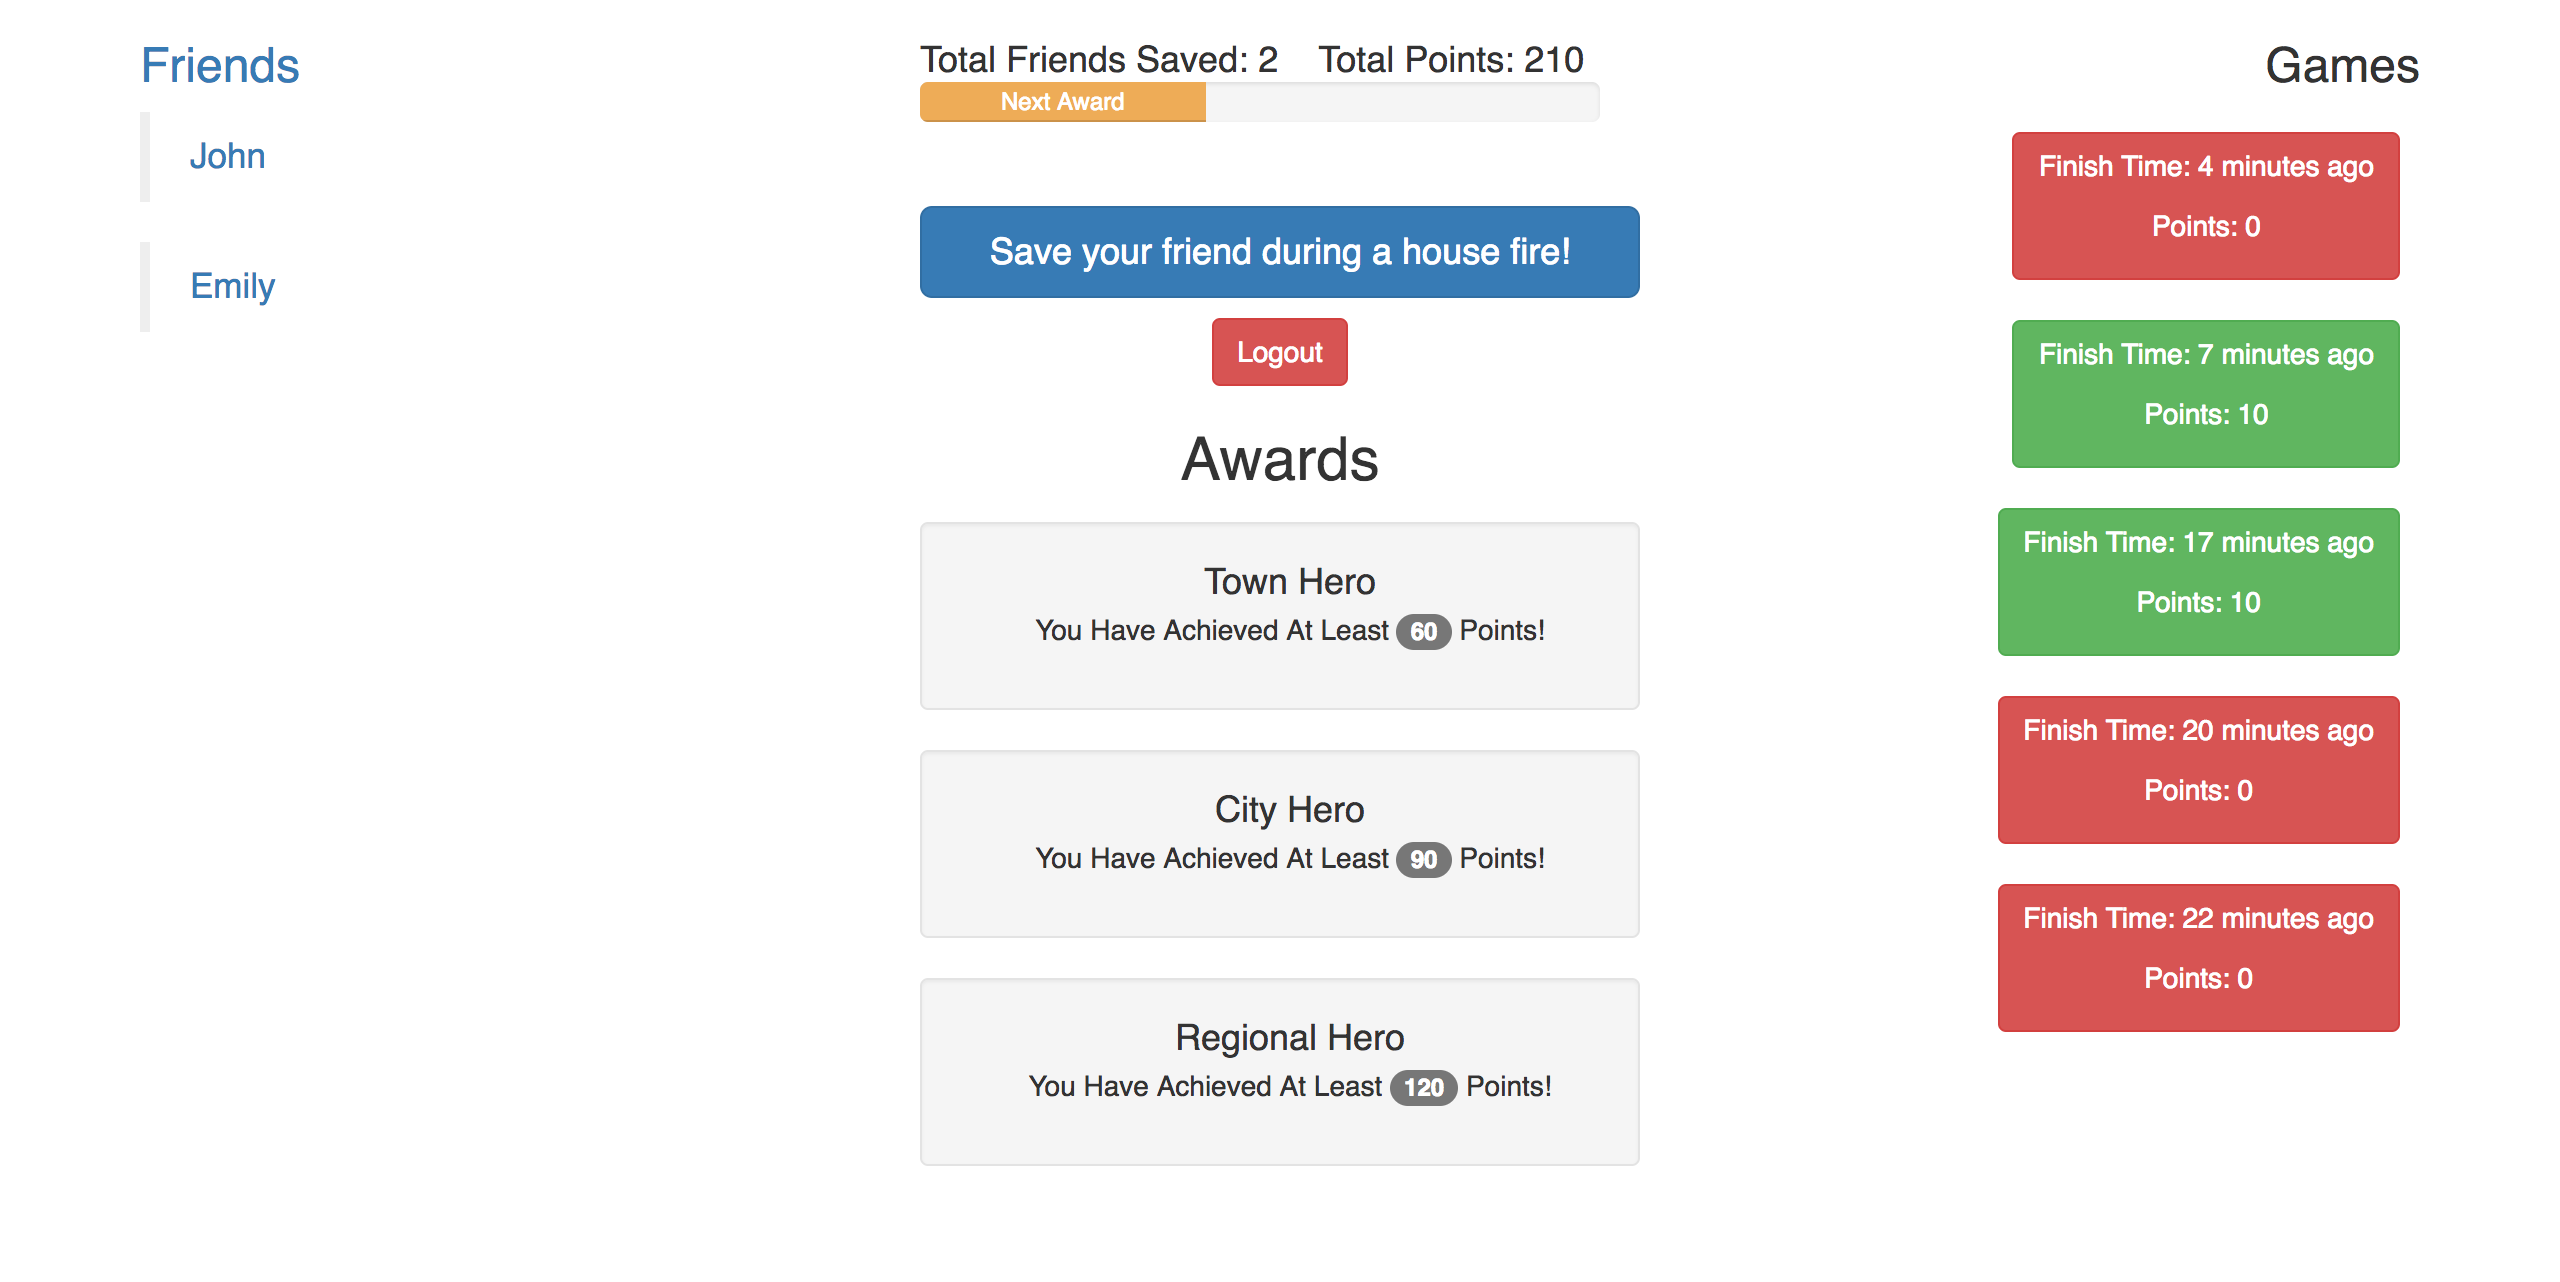 Friends
John
Emily
Total Friends Saved: 2 Total Points: 210
Next Award
Save your friend during a house fire!
Logout
Awards
Town Hero
You Have Achieved At Least 60 Points!
City Hero
You Have Achieved At Least 90 Points!
Regional Hero
You Have Achieved At Least 120 Points!
Games
Finish Time: 4 minutes ago
Points: 0
Finish Time: 7 minutes ago
Points: 10
Finish Time: 17 minutes ago
Points: 10
Finish Time: 20 minutes ago
Points: 0
Finish Time: 22 minutes ago
Points: 0